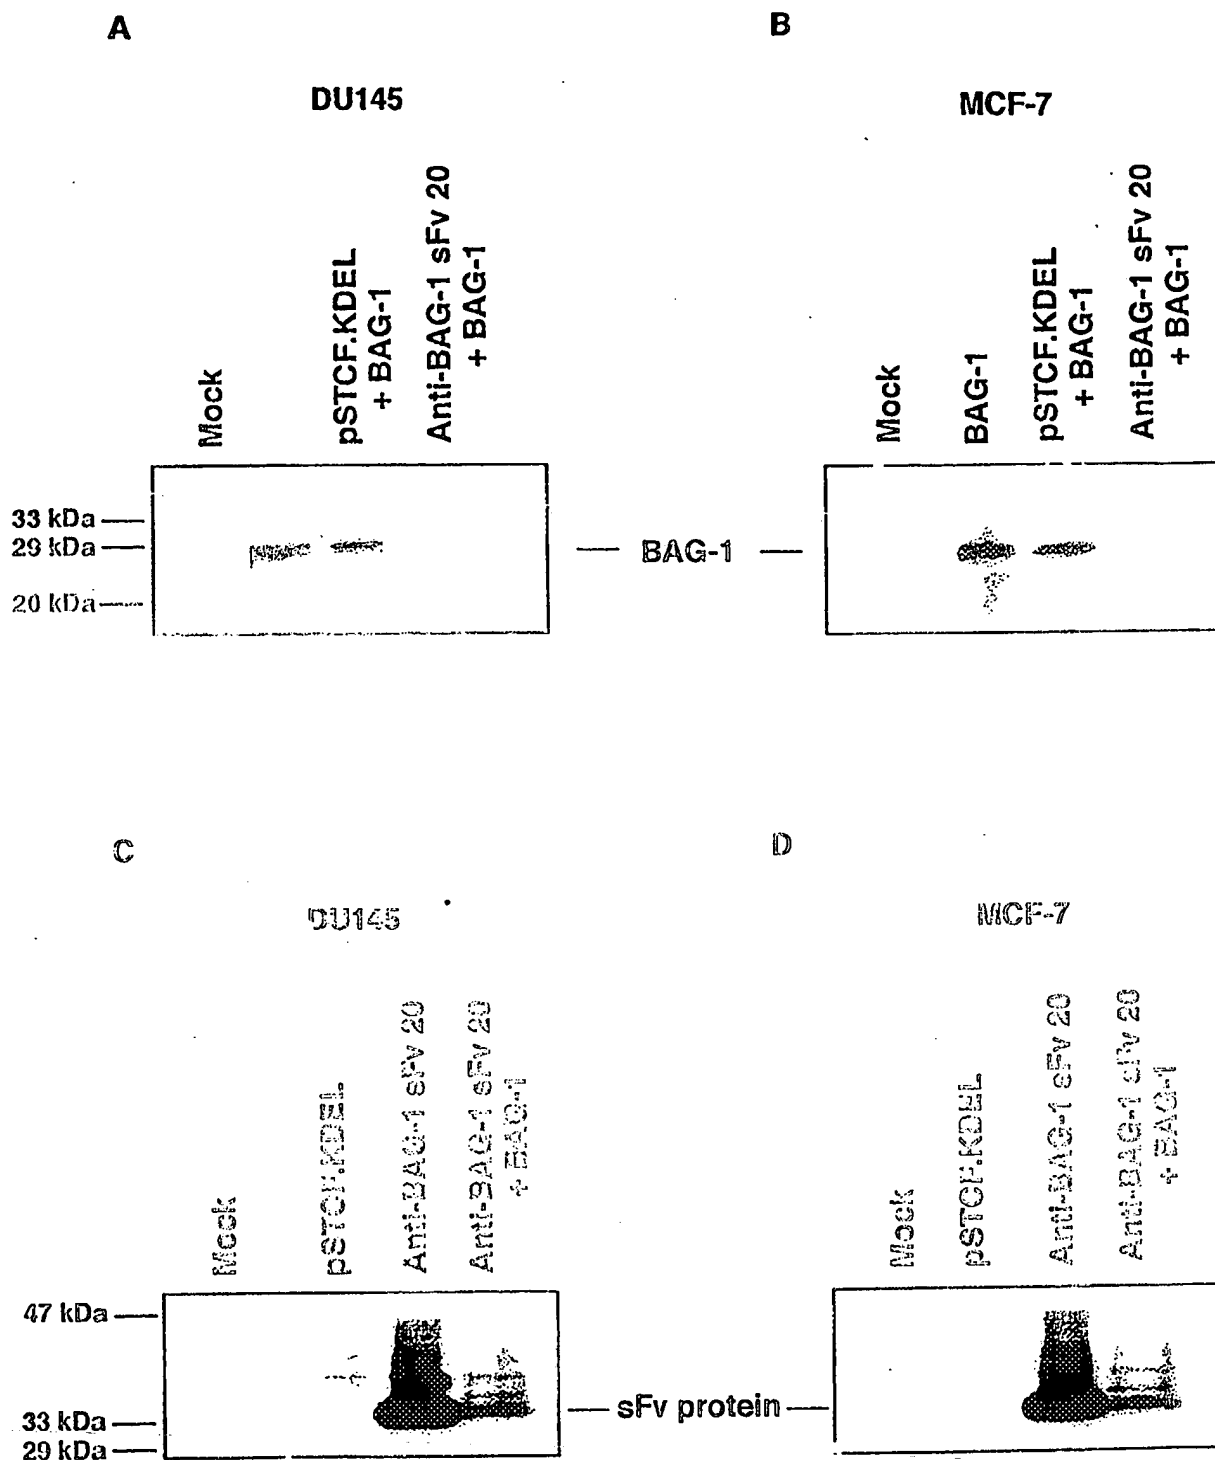 A
B
DU145
MCF-7
Mock
pSTCF.KDEL
+ BAG-1
Anti-BAG-1 sFv 20
+ BAG-1
Mock
BAG-1
pSTCF.KDEL
+ BAG-1
Anti-BAG-1 sFv 20
+ BAG-1
33 kDa
29 kDa
20 kDa
BAG-1
C
D
DU145
MCF-7
Mock
pSTCF.KDEL
Anti-BAG-1 sFv 20
Anti-BAG-1 sFv 20
+ BAG-1
Mock
pSTCF.KDEL
Anti-BAG-1 sFv 20
Anti-BAG-1 sFv 20
+ BAG-1
47 kDa
33 kDa
29 kDa
sFv protein